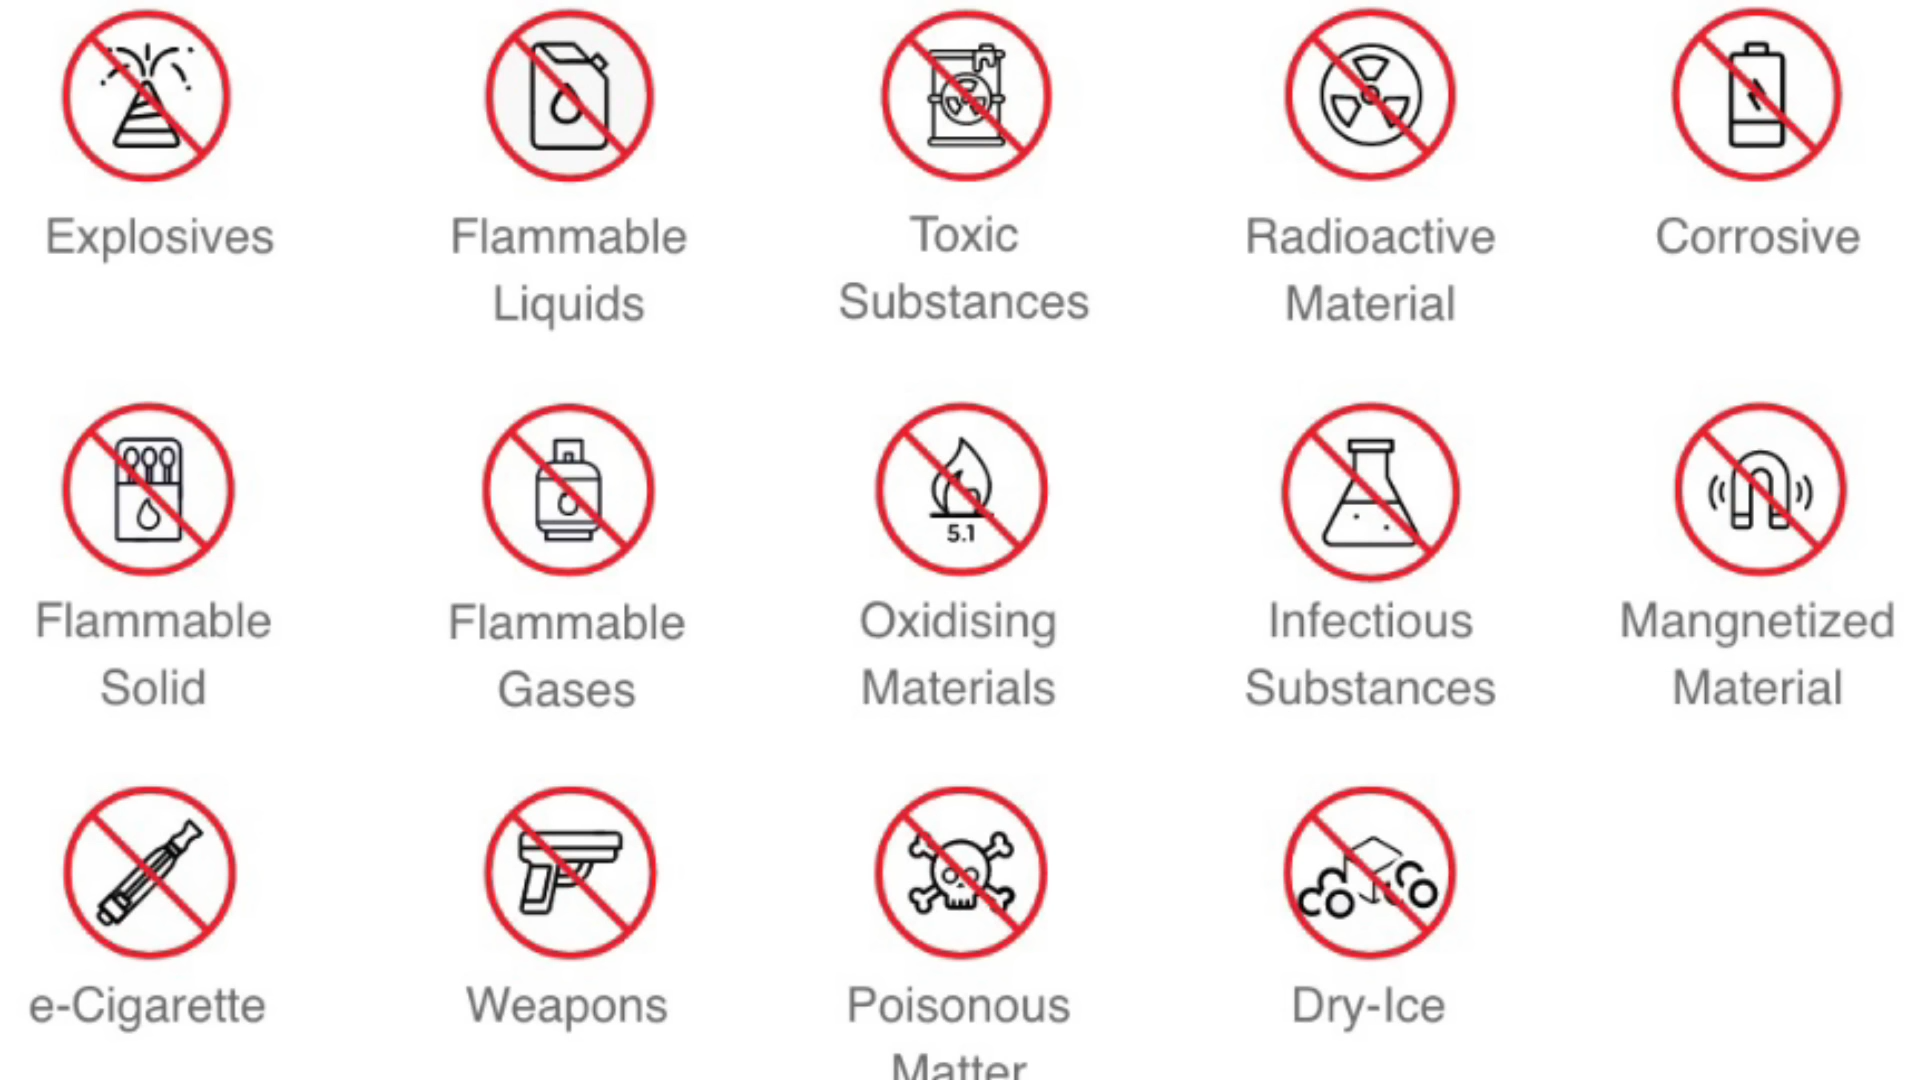 Explosives
Flammable
Liquids
Toxic
Substances
Radioactive
Material
Corrosive
Flammable
Solid
Flammable
Gases
5.1
Oxidising
Materials
Infectious
Substances
Mangnetized
Material
e-Cigarette
Weapons
Poisonous
Matter
Dry-Ice